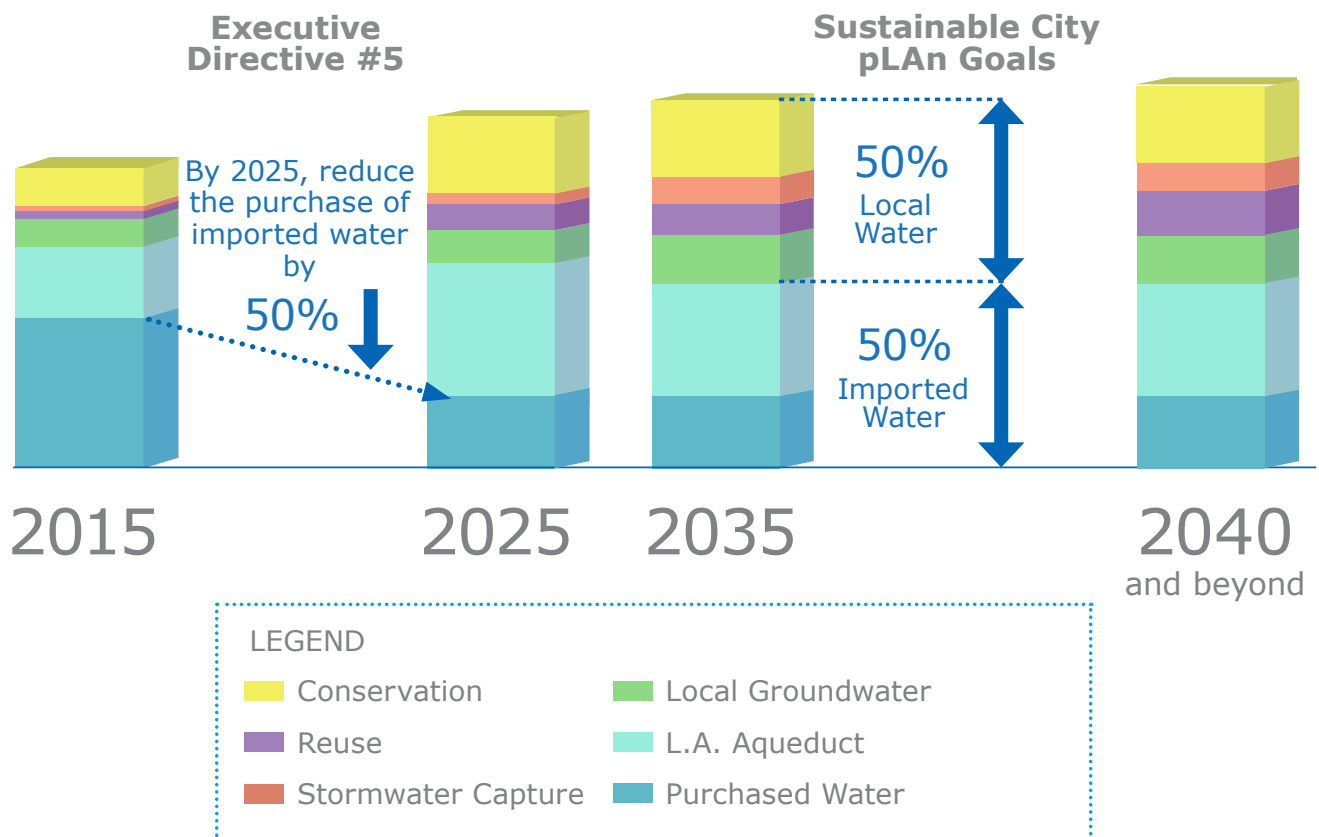 Executive
Directive #5
Sustainable City
pLAn Goals
By 2025, reduce
the purchase of
imported water
by
50%
50%
Local
Water
50%
Imported
Water
2015
2025
2035
2040
and beyond
LEGEND
Conservation
Local Groundwater
Reuse
L.A. Aqueduct
Stormwater Capture
Purchased Water